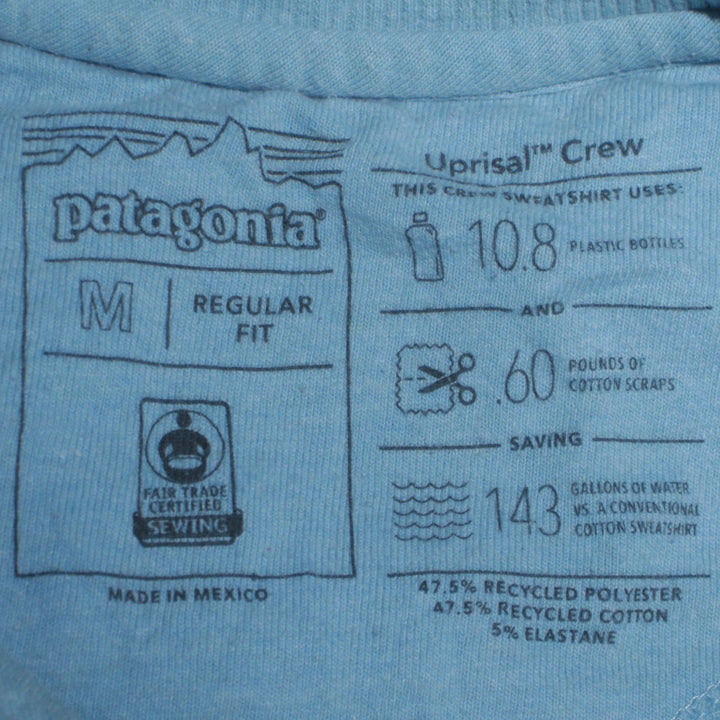 patagonia®
M
REGULAR
FIT
FAIR TRADE
CERTIFIED
SEWING
MADE IN MEXICO
Uprisal™ Crew
THIS CREW SWEATSHIRT USES:
10.8 PLASTIC BOTTLES
AND
.60 POUNDS OF
COTTON SCRAPS
SAVING
143 GALLONS OF WATER
VS. A CONVENTIONAL
COTTON SWEATSHIRT
47.5% RECYCLED POLYESTER
47.5% RECYCLED COTTON
5% ELASTANE